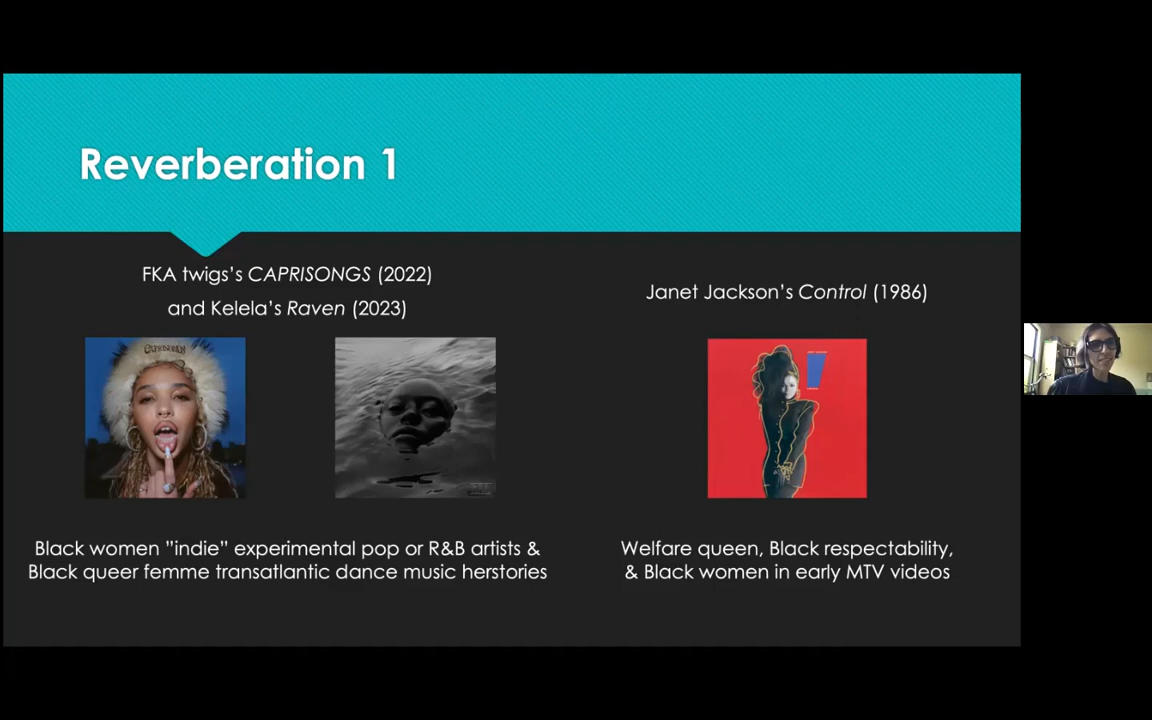 Reverberation 1
FKA twigs's CAPRISONGS (2022)
and Kelela's Raven (2023)
Janet Jackson's Control (1986)
CAPRISONGS
Black women ”indie” experimental pop or R&B artists &
Black queer femme transatlantic dance music herstories
Welfare queen, Black respectability,
& Black women in early MTV videos